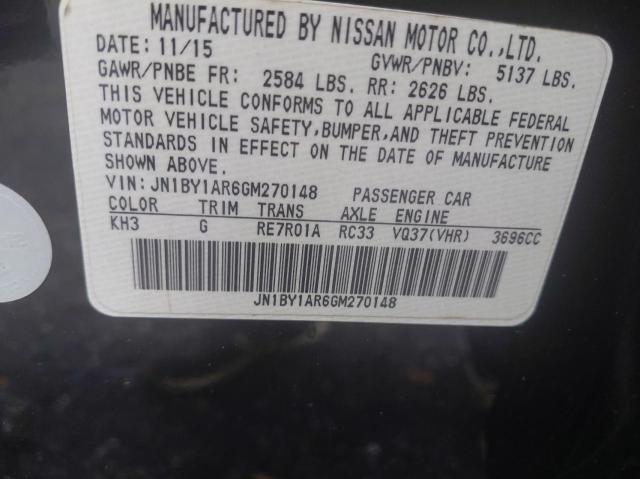 MANUFACTURED BY NISSAN MOTOR CO.,LTD.
DATE: 11/15 GVWR/PNBV: 5137 LBS.
GAWR/PNBE FR: 2584 LBS. RR: 2626 LBS.
THIS VEHICLE CONFORMS TO ALL APPLICABLE FEDERAL
MOTOR VEHICLE SAFETY,BUMPER,AND THEFT PREVENTION
STANDARDS IN EFFECT ON THE DATE OF MANUFACTURE
SHOWN ABOVE.
VIN:JN1BY1AR6GM270148 PASSENGER CAR
COLOR TRIM TRANS AXLE ENGINE
KH3 G RE7R01A RC33 VQ37(VHR) 3696CC
JN1BY1AR6GM270148